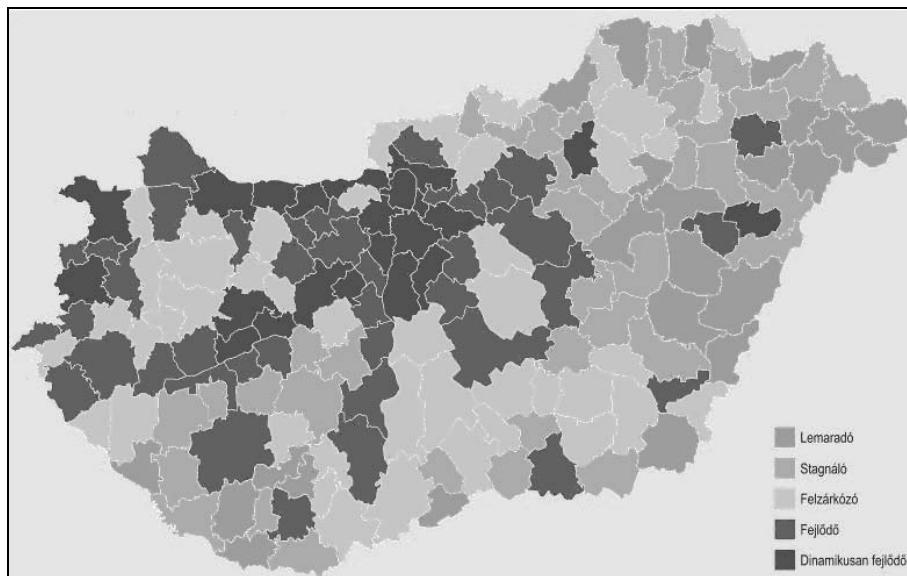 Lemaradó
Stagnáló
Felzárkózó
Fejlődő
Dinamikusan fejlődő